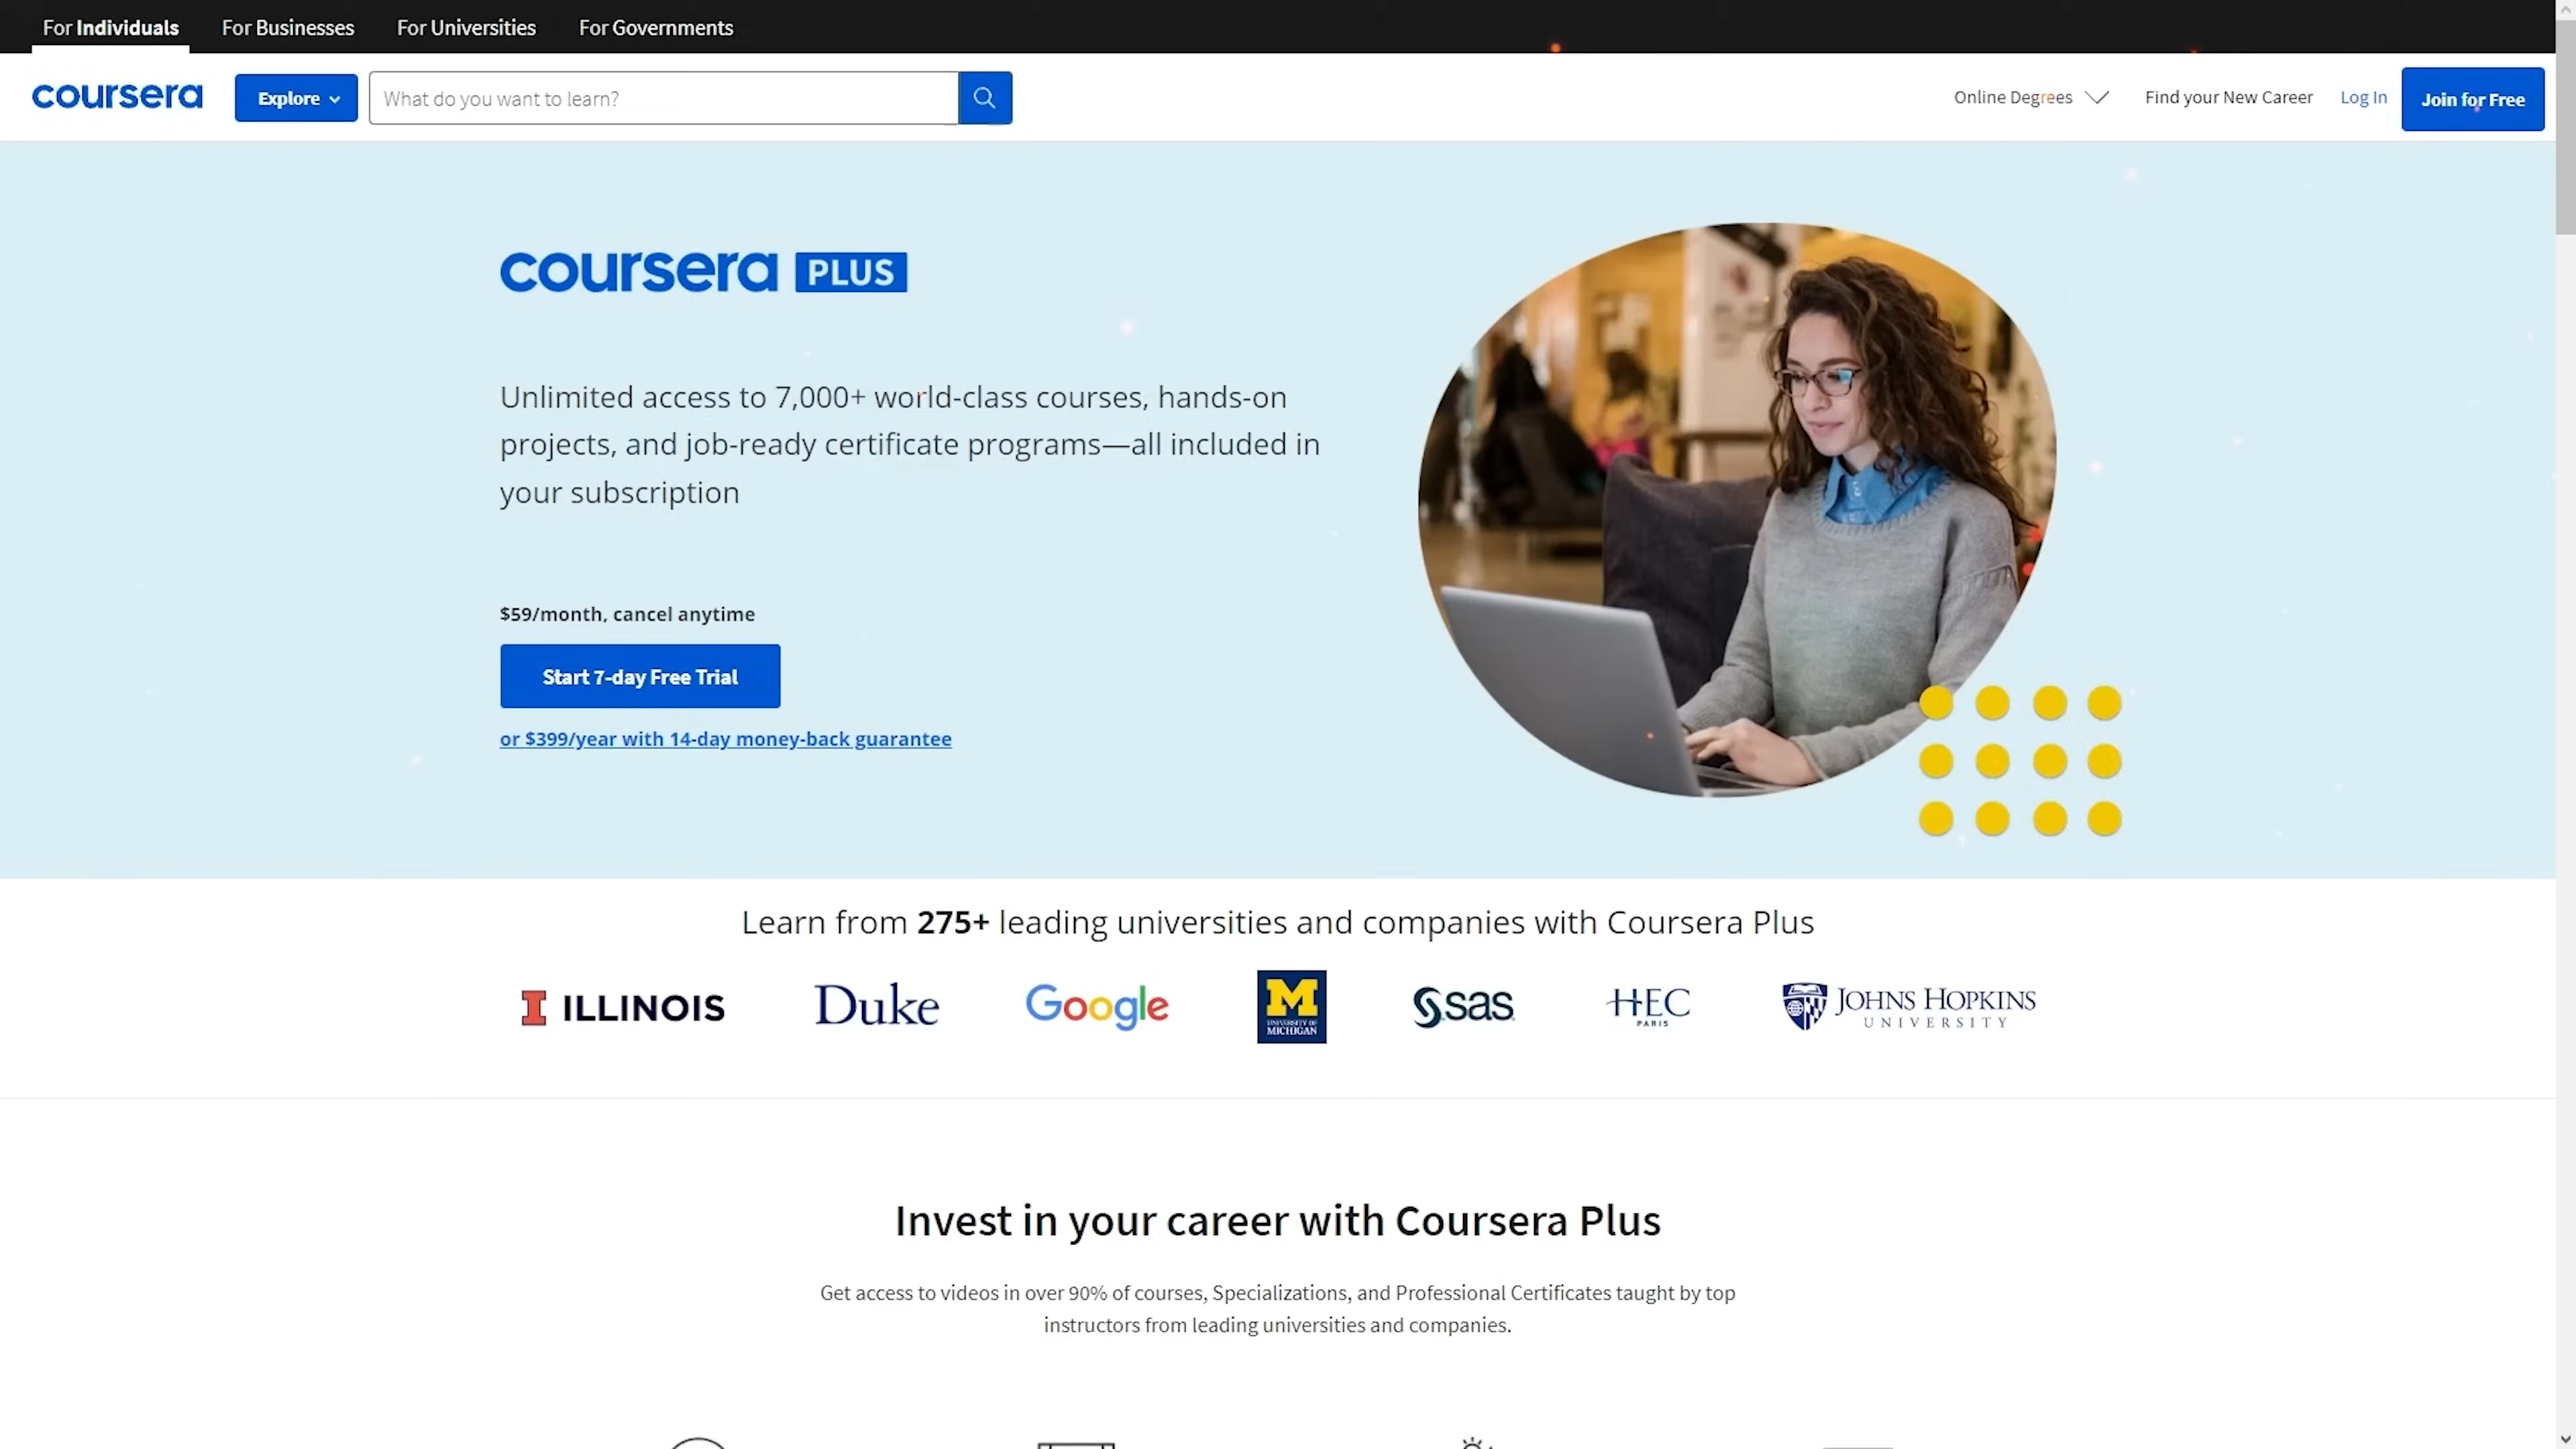 For Individuals
For Businesses
For Universities
For Governments
coursera
Explore
What do you want to learn?
Online Degrees
Find your New Career
Log In
Join for Free
coursera PLUS
Unlimited access to 7,000+ world-class courses, hands-on
projects, and job-ready certificate programs—all included in
your subscription
$59/month, cancel anytime
Start 7-day Free Trial
or $399/year with 14-day money-back guarantee
Learn from 275+ leading universities and companies with Coursera Plus
I ILLINOIS
Duke
Google
M
UNIVERSITY OF
MICHIGAN
sas
HEC
PARIS
JOHNS HOPKINS
UNIVERSITY
Invest in your career with Coursera Plus
Get access to videos in over 90% of courses, Specializations, and Professional Certificates taught by top
instructors from leading universities and companies.